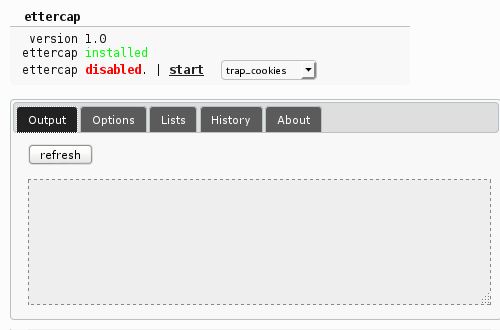 ettercap
version 1.0
ettercap installed
ettercap disabled. | start trap_cookies
Output Options Lists History About
refresh